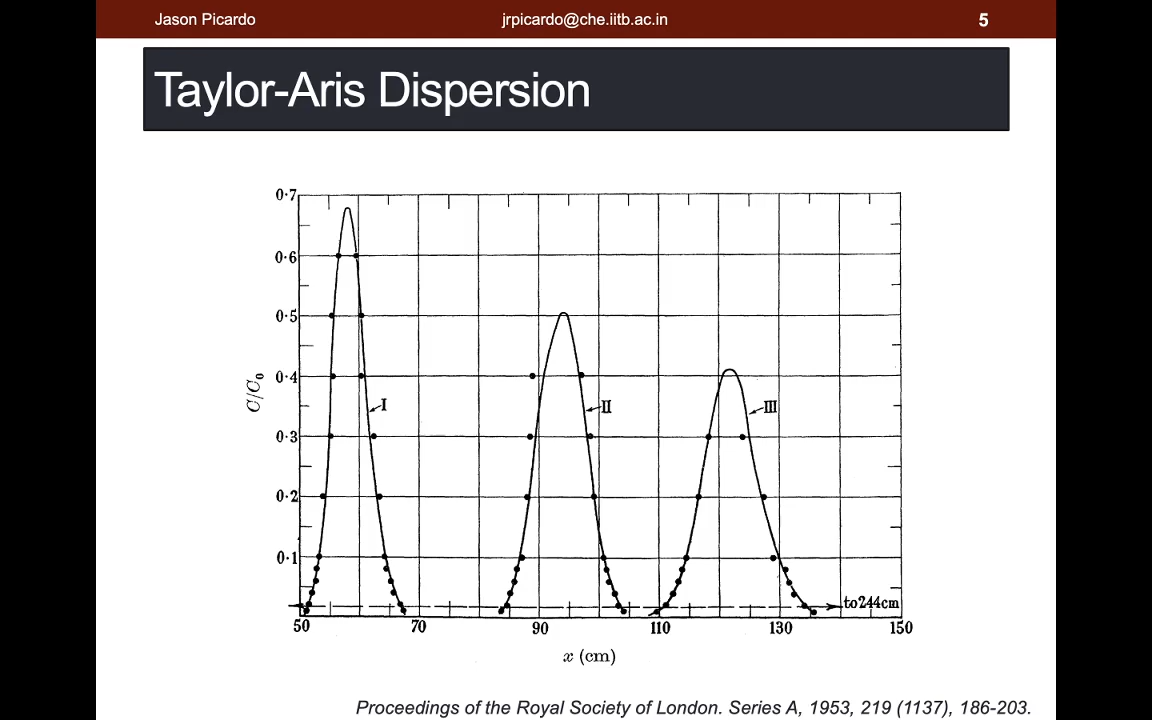 Jason Picardo jrpicardo@che.iitb.ac.in 5
Taylor-Aris Dispersion
0·7
0·6
0·5
0·4
0·3
0·2
0·1
C/C₀
I
II
III
to 244 cm
50 70 90 110 130 150
x (cm)
Proceedings of the Royal Society of London. Series A, 1953, 219 (1137), 186-203.